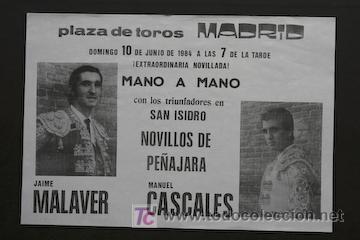 plaza de toros MADRID
DOMINGO 10 DE JUNIO DE 1984 A LAS 7 DE LA TARDE
¡EXTRAORDINARIA NOVILLADA!
MANO A MANO
con los triunfadores en
SAN ISIDRO
NOVILLOS DE
PEÑAJARA
JAIME
MALAVER
MANUEL
CASCALES
TC
todocoleccion.net